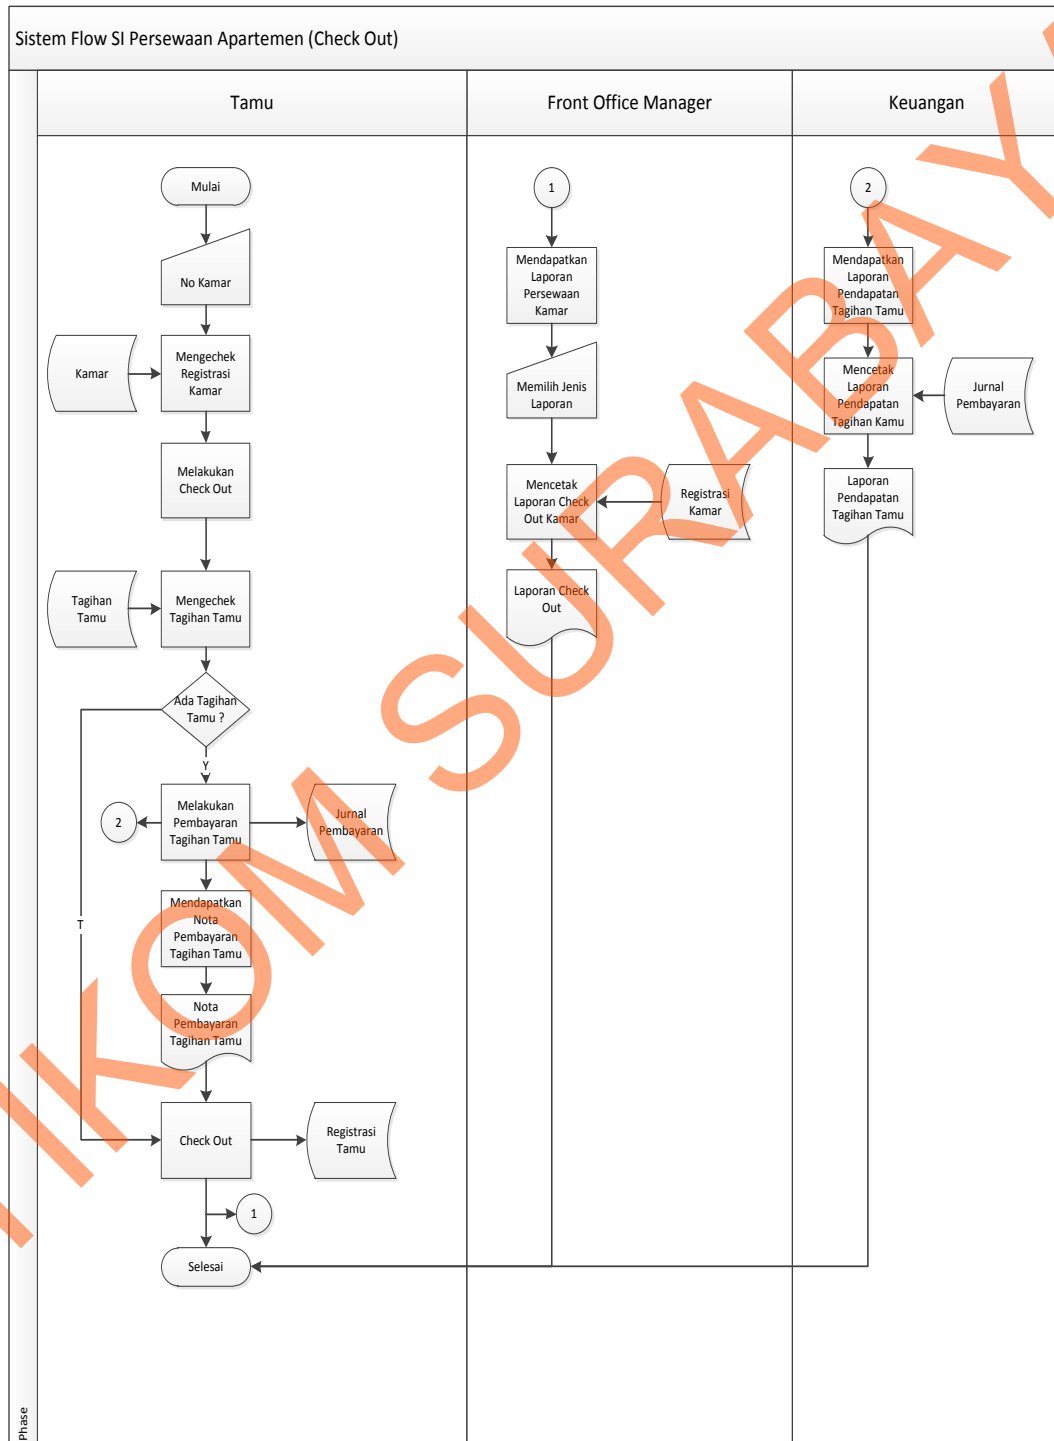 Sistem Flow SI Persewaan Apartemen (Check Out)
Tamu
Front Office Manager
Keuangan
Mulai
No Kamar
Kamar
Mengechek
Registrasi
Kamar
Melakukan
Check Out
Tagihan
Tamu
Mengechek
Tagihan Tamu
Ada Tagihan
Tamu ?
Y
T
2
Melakukan
Pembayaran
Tagihan Tamu
Jurnal
Pembayaran
Mendapatkan
Nota
Pembayaran
Tagihan Tamu
Nota
Pembayaran
Tagihan Tamu
Check Out
Registrasi
Tamu
1
Selesai
1
Mendapatkan
Laporan
Persewaan
Kamar
Memilih Jenis
Laporan
Mencetak
Laporan Check
Out Kamar
Registrasi
Kamar
Laporan Check
Out
2
Mendapatkan
Laporan
Pendapatan
Tagihan Tamu
Mencetak
Laporan
Pendapatan
Tagihan Kamu
Jurnal
Pembayaran
Laporan
Pendapatan
Tagihan Tamu
Phase
IKOM SURABAY